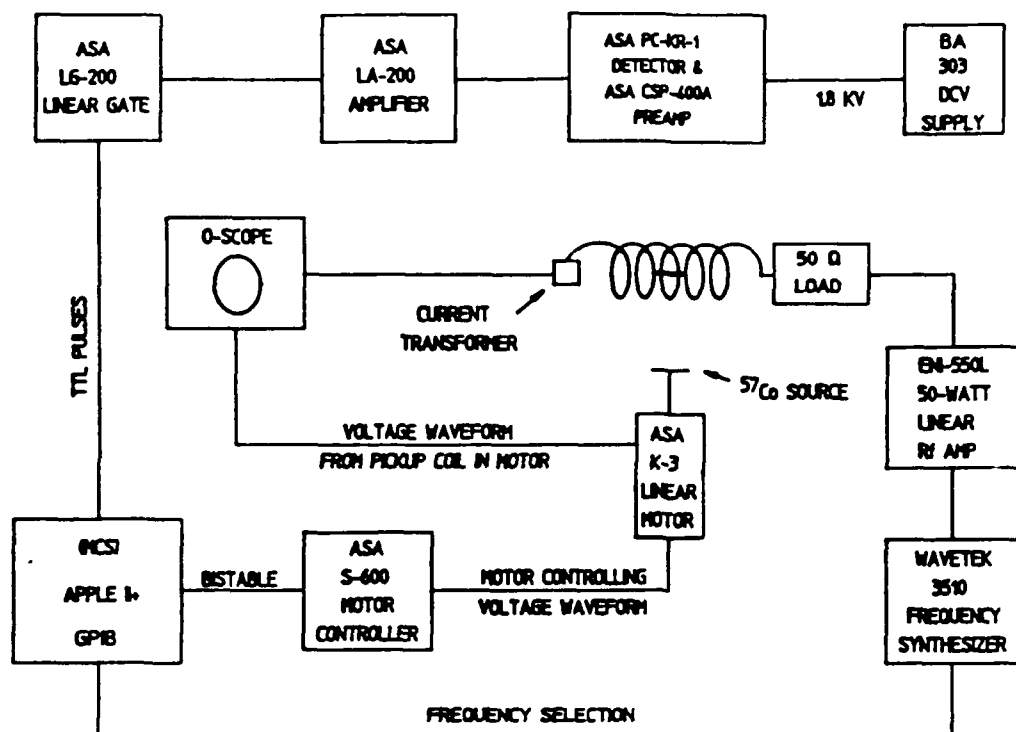 ASA
LG-200
LINEAR GATE
ASA
LA-200
AMPLIFIER
ASA PC-KR-1
DETECTOR &
ASA CSP-400A
PREAMP
1.8 KV
BA
303
DCV
SUPPLY
O-SCOPE
50 Ω
LOAD
CURRENT
TRANSFORMER
TTL PULSES
57Co SOURCE
ENI-550L
50-WATT
LINEAR
Rf AMP
VOLTAGE WAVEFORM
FROM PICKUP COIL IN MOTOR
ASA
K-3
LINEAR
MOTOR
(MCS)
APPLE II+
GPIB
BISTABLE
ASA
S-600
MOTOR
CONTROLLER
MOTOR CONTROLLING
VOLTAGE WAVEFORM
WAVETEK
3510
FREQUENCY
SYNTHESIZER
FREQUENCY SELECTION